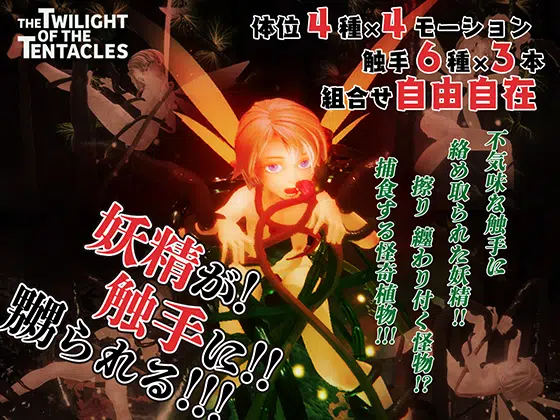 THE TWILIGHT
OF THE
TENTACLES
体位4種×4モーション
触手6種×3本
組合せ自由自在
不気味な触手に
絡め取られた妖精!!
擦り纏わり付く怪物!?
捕食する怪奇植物!!!
妖精が!
触手に!!
嬲られる!!!